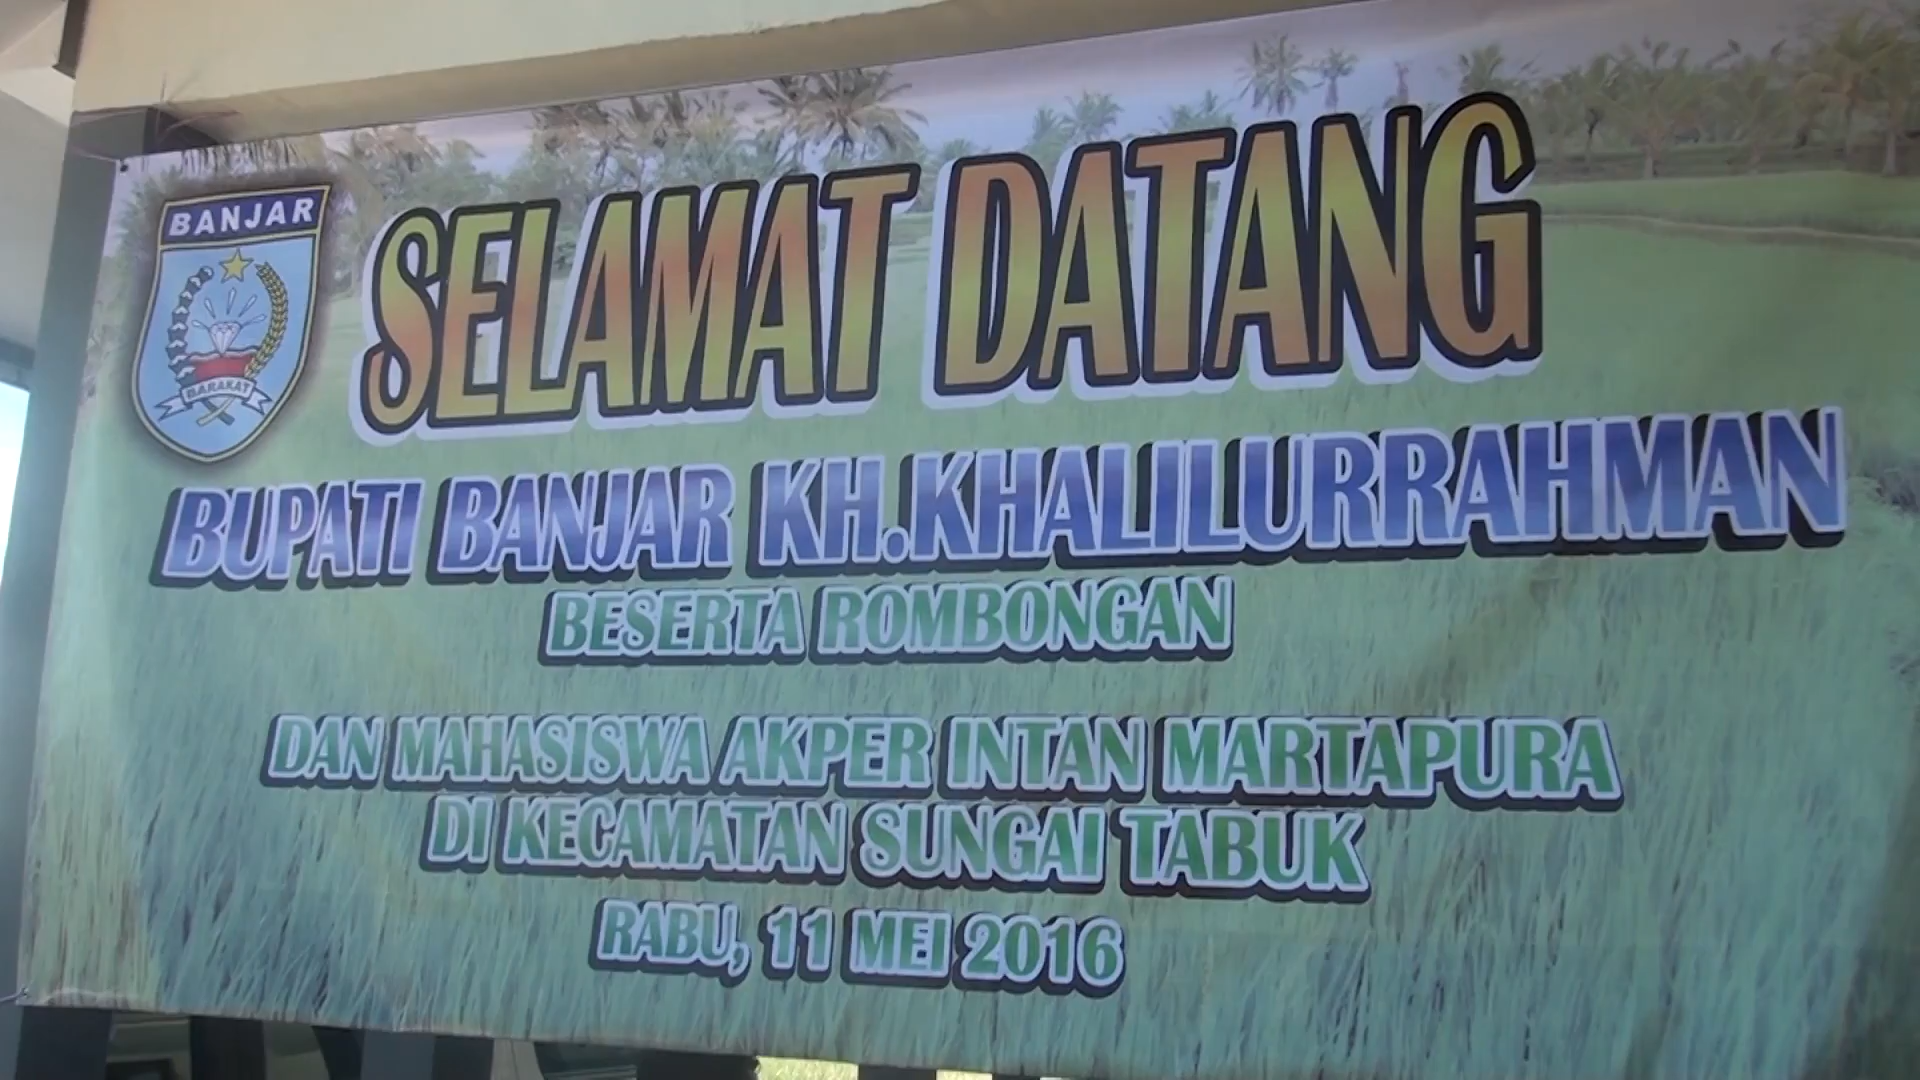 BANJAR
BARAKAT
SELAMAT DATANG
BUPATI BANJAR KH.KHALILURRAHMAN
BESERTA ROMBONGAN
DAN MAHASISWA AKPER INTAN MARTAPURA
DI KECAMATAN SUNGAI TABUK
RABU, 11 MEI 2016